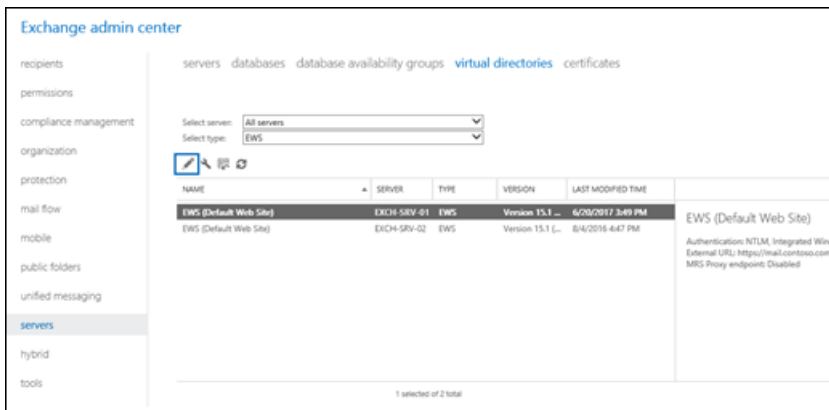 Exchange admin center
recipients
permissions
compliance management
organization
protection
mail flow
mobile
public folders
unified messaging
servers
hybrid
tools
servers databases database availability groups virtual directories certificates
Select server: All servers
Select type: EWS
NAME SERVER TYPE VERSION LAST MODIFIED TIME
EWS (Default Web Site) EXCH-SRV-01 EWS Version 15.1 ... 6/20/2017 3:49 PM
EWS (Default Web Site) EXCH-SRV-02 EWS Version 15.1 (... 8/4/2016 4:47 PM
1 selected of 2 total
EWS (Default Web Site)
Authentication: NTLM, Integrated Win
External URL: https://mail.contoso.com
MRS Proxy endpoint: Disabled